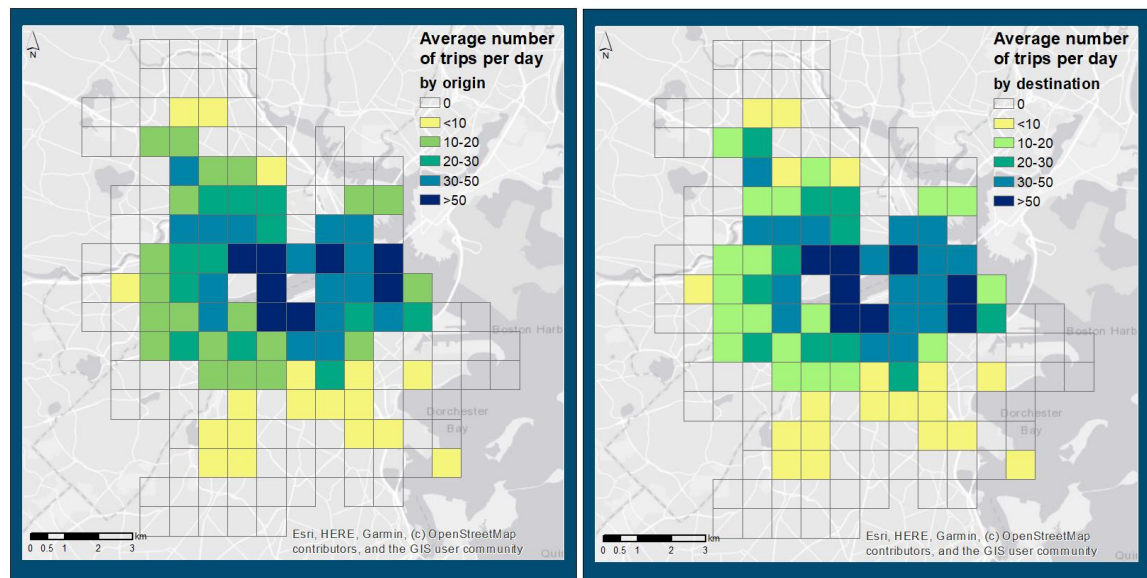 Average number
of trips per day
by origin
0
<10
10-20
20-30
30-50
>50
N
Boston Harb
Dorchester
Bay
Quin
km
0 0.5 1 2 3
Esri, HERE, Garmin, (c) OpenStreetMap
contributors, and the GIS user community
Average number
of trips per day
by destination
0
<10
10-20
20-30
30-50
>50
N
Boston Harb
Dorchester
Bay
Quin
km
0 0.5 1 2 3
Esri, HERE, Garmin, (c) OpenStreetMap
contributors, and the GIS user community